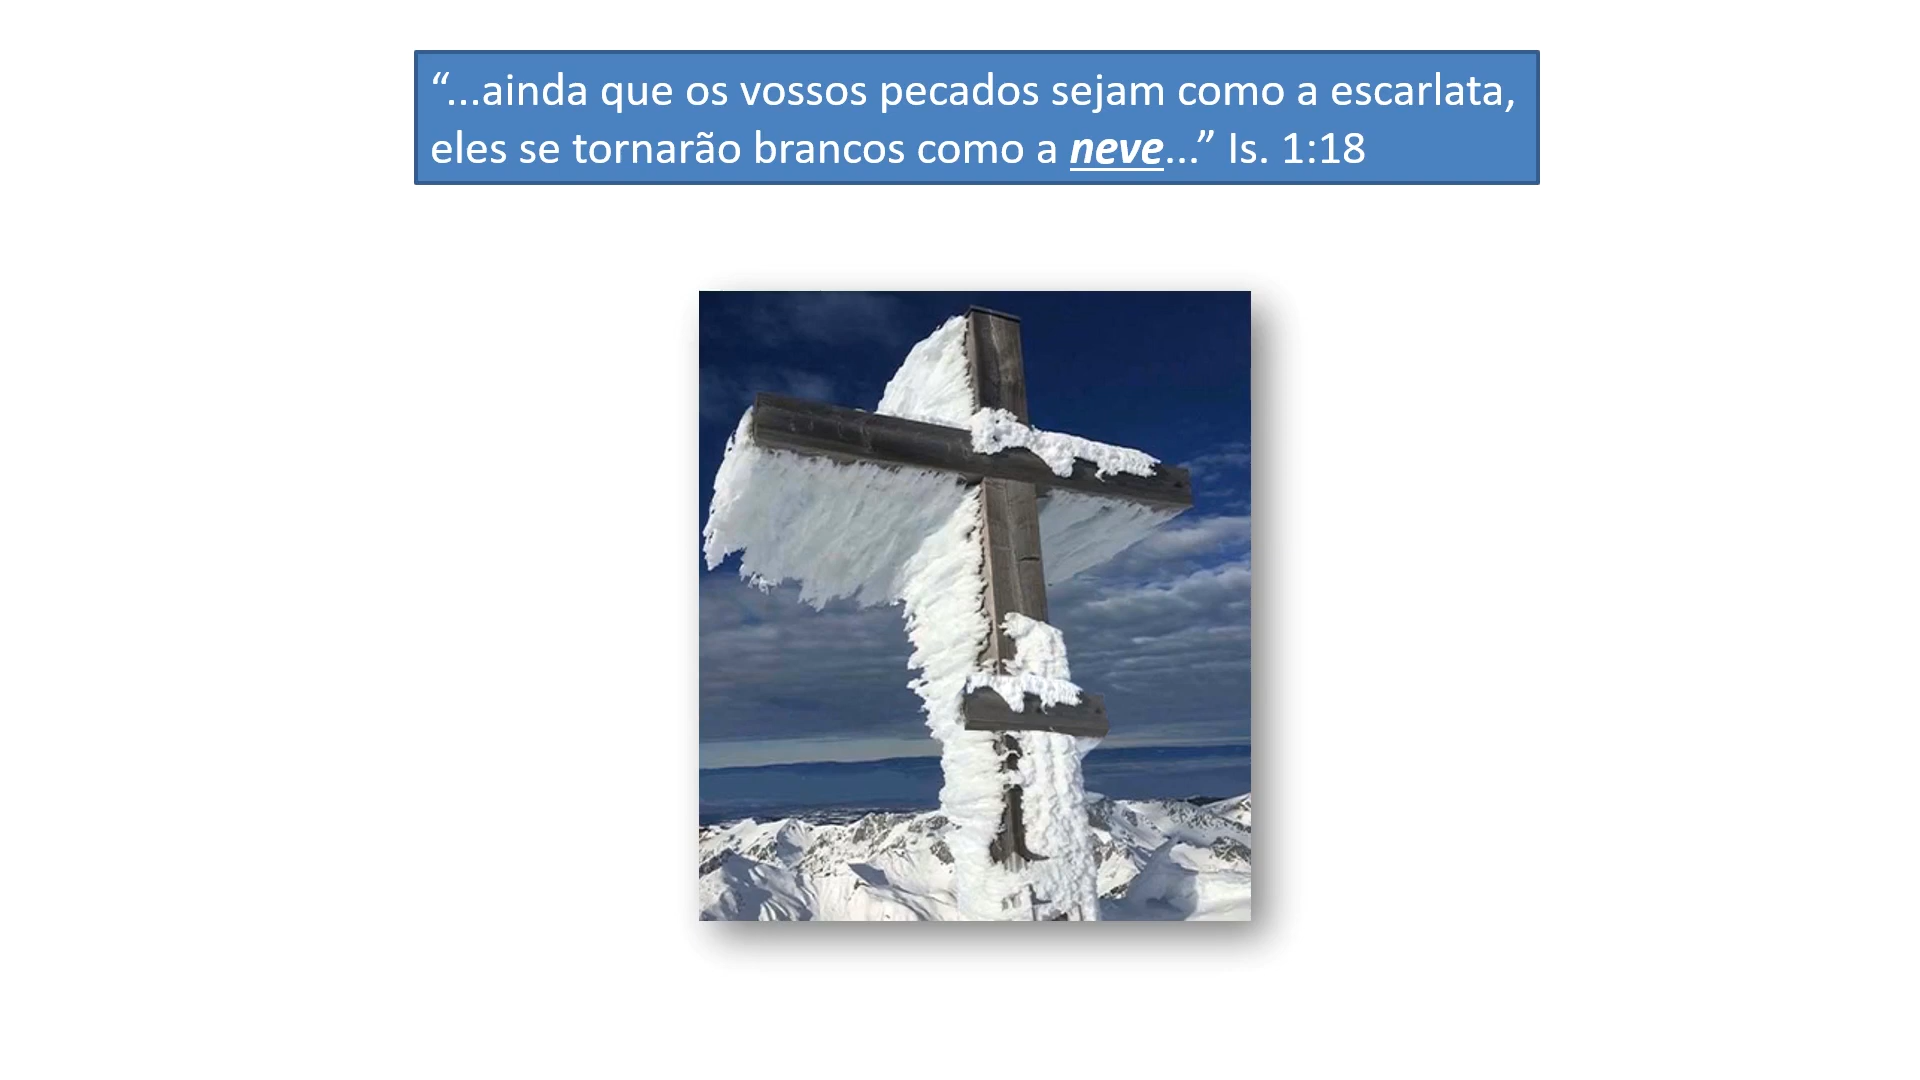 “...ainda que os vossos pecados sejam como a escarlata,
eles se tornarão brancos como a neve...” Is. 1:18